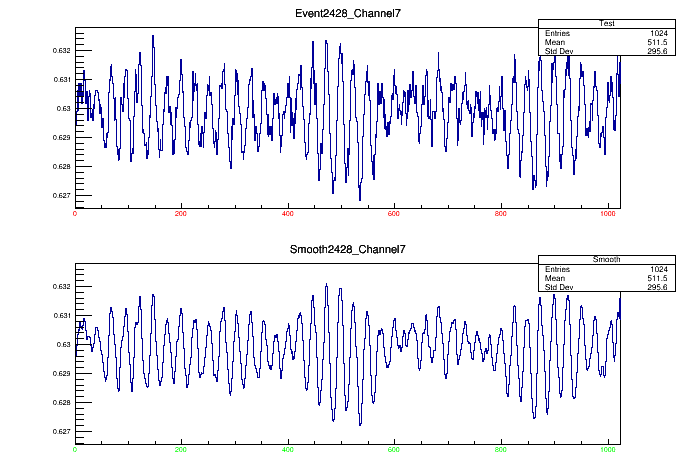 Event2428_Channel7
Test
Entries 1024
Mean 511.5
Std Dev 295.6
0.632
0.631
0.63
0.629
0.628
0.627
0 200 400 600 800 1000
Smooth2428_Channel7
Smooth
Entries 1024
Mean 511.5
Std Dev 295.6
0.632
0.631
0.63
0.629
0.628
0.627
0 200 400 600 800 1000